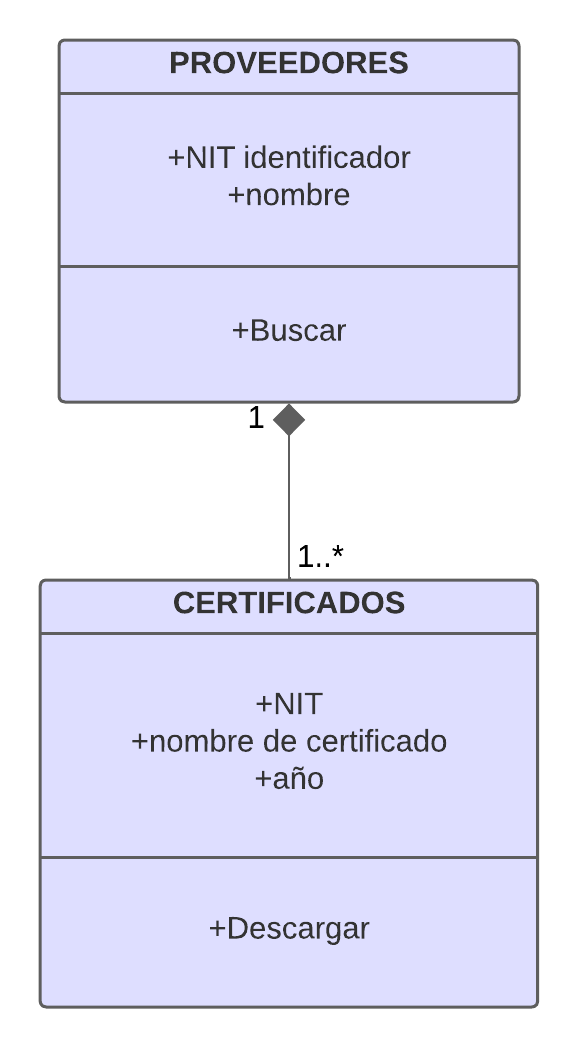 PROVEEDORES
+NIT identificador
+nombre
+Buscar
1
1..*
CERTIFICADOS
+NIT
+nombre de certificado
+año
+Descargar